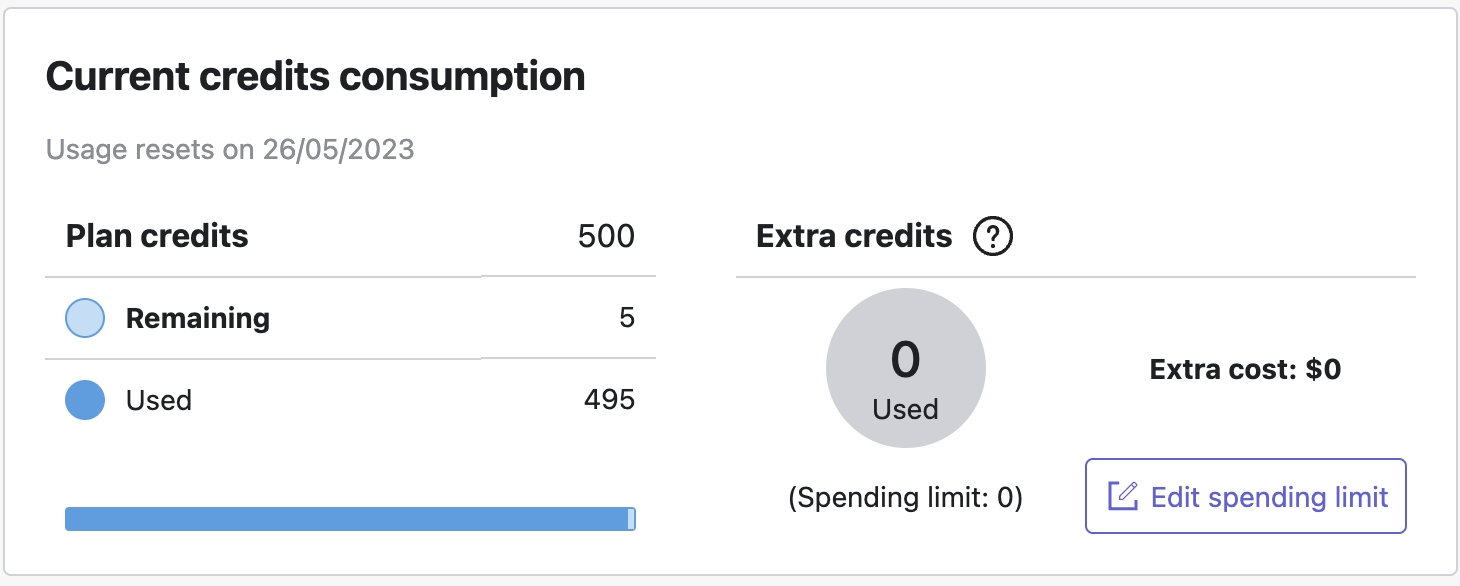 Current credits consumption
Usage resets on 26/05/2023
Plan credits 500
Remaining 5
Used 495
Extra credits ?
0
Used
Extra cost: $0
(Spending limit: 0)
Edit spending limit